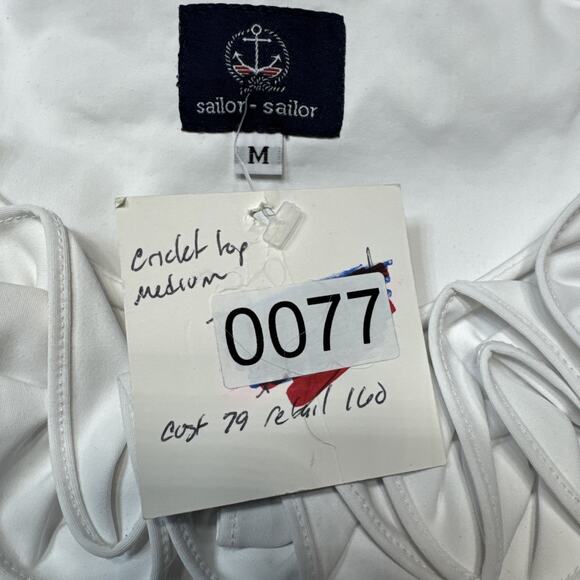 sailor-sailor
M
Cricket top
medium
0077
cost 79 retail 160